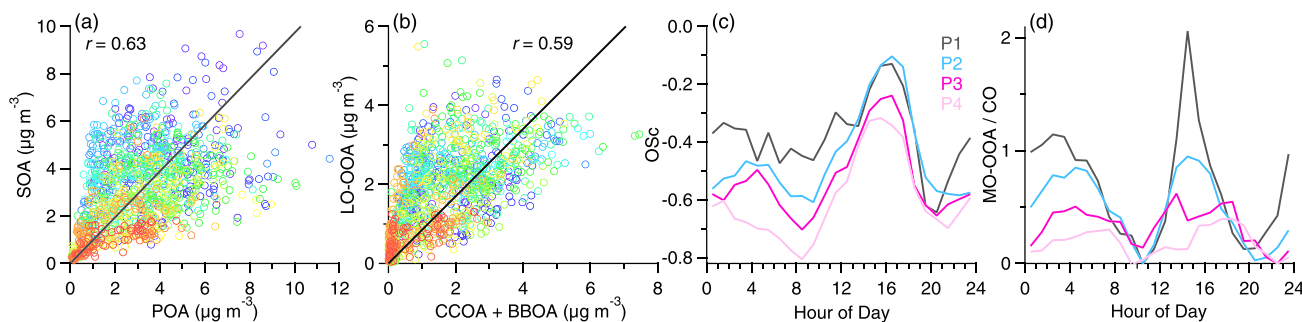 (a)
r = 0.63
SOA (µg m⁻³)
10
8
6
4
2
0
0 2 4 6 8 10 12
POA (µg m⁻³)
(b)
r = 0.59
LO-OOA (µg m⁻³)
6
4
2
0
0 2 4 6 8
CCOA + BBOA (µg m⁻³)
(c)
P1
P2
P3
P4
OSc
0.0
-0.2
-0.4
-0.6
-0.8
0 4 8 12 16 20 24
Hour of Day
(d)
MO-OOA / CO
2
1
0
0 4 8 12 16 20 24
Hour of Day